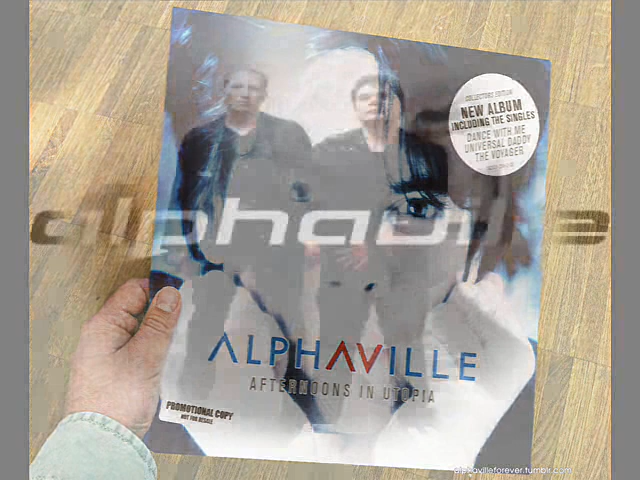 COLLECTORS EDITION
NEW ALBUM
INCLUDING THE SINGLES
DANCE WITH ME
UNIVERSAL DADDY
THE VOYAGER
alphaville
ALPHAVILLE
AFTERNOONS IN UTOPIA
PROMOTIONAL COPY
NOT FOR RESALE
alphavilleforever.tumblr.com